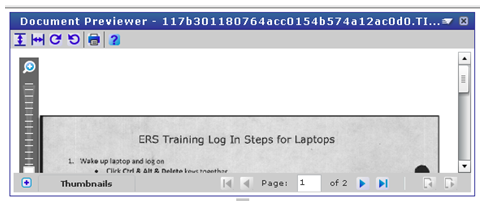 Document Previewer - 117b301180764acc0154b574a12ac0d0.TI...
?
ERS Training Log In Steps for Laptops
1. Wake up laptop and log on
• Click Ctrl & Alt & Delete keys together
Thumbnails Page: 1 of 2